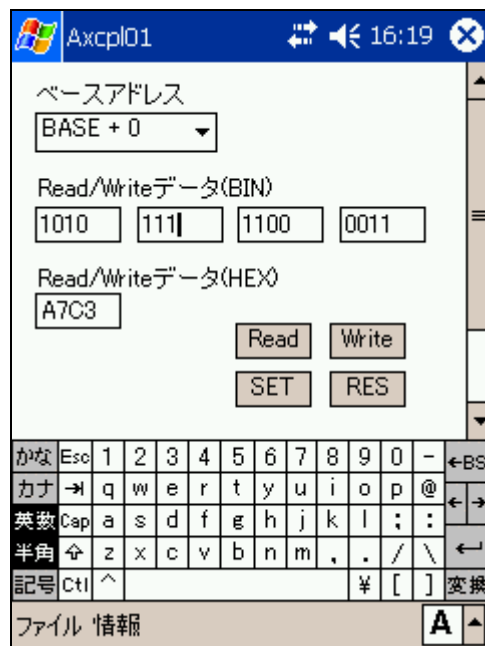 Axcpl01 16:19
ベースアドレス
BASE + 0
Read/Writeデータ(BIN)
1010 111 1100 0011
Read/Writeデータ(HEX)
A7C3
Read Write
SET RES
かな Esc 1 2 3 4 5 6 7 8 9 0 - ←BS
カナ →| q w e r t y u i o p @ ← →
英数 Cap a s d f g h j k l ; :
半角 ⇧ z x c v b n m , . / \ ↵
記号 Ctl ^ ¥ [ ] 変換
ファイル 情報 A